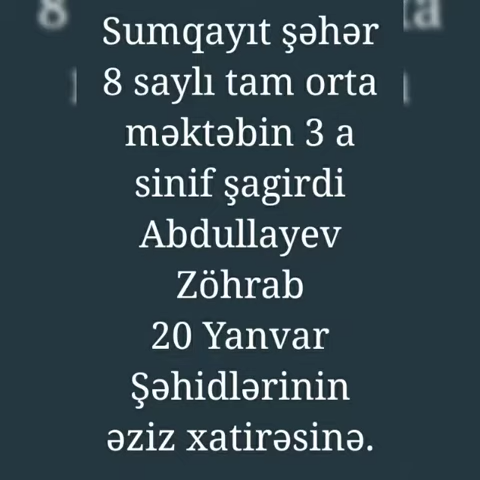 Sumqayıt şəhər
8 saylı tam orta
məktəbin 3 a
sinif şagirdi
Abdullayev
Zöhrab
20 Yanvar
Şəhidlərinin
əziz xatirəsinə.